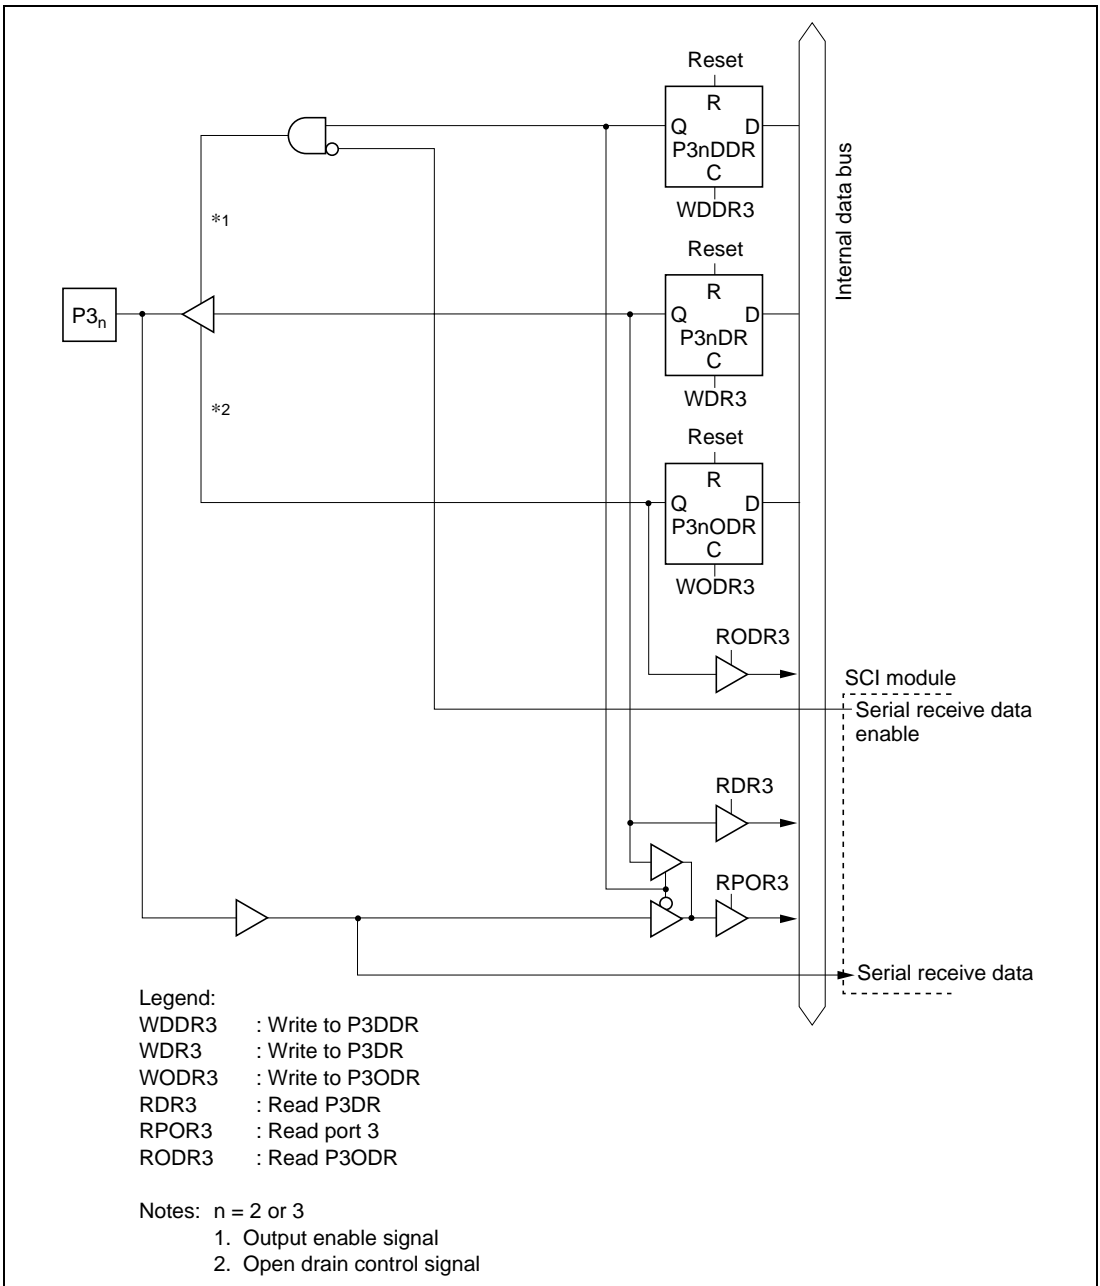 Reset
R
Q D
P3nDDR
C
WDDR3
Internal data bus
*1
Reset
R
P3n
Q D
P3nDR
C
WDR3
*2
Reset
R
Q D
P3nODR
C
WODR3
RODR3
SCI module
Serial receive data
enable
RDR3
RPOR3
Serial receive data
Legend:
WDDR3 : Write to P3DDR
WDR3 : Write to P3DR
WODR3 : Write to P3ODR
RDR3 : Read P3DR
RPOR3 : Read port 3
RODR3 : Read P3ODR
Notes: n = 2 or 3
1. Output enable signal
2. Open drain control signal